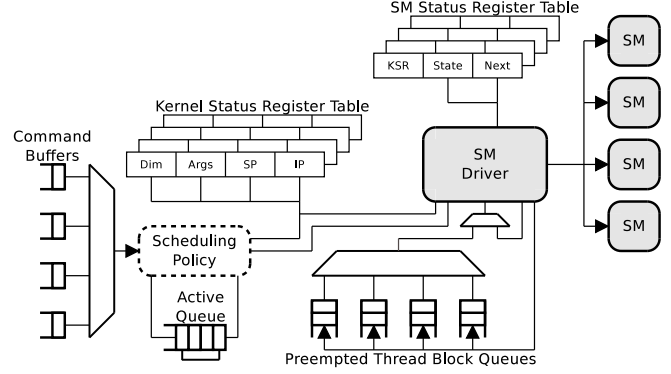 SM Status Register Table
KSR State Next
Kernel Status Register Table
Dim Args SP IP
Command
Buffers
SM
Driver
SM
SM
SM
SM
Scheduling
Policy
Active
Queue
Preempted Thread Block Queues